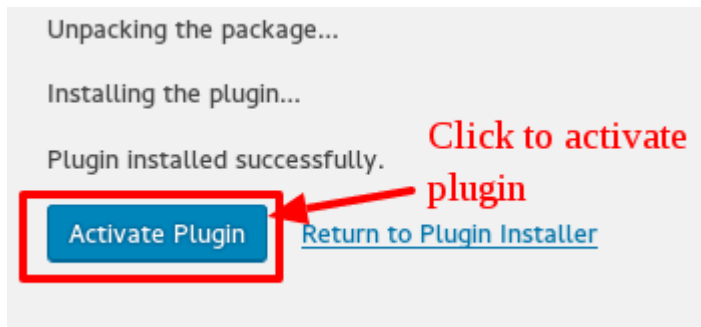 Unpacking the package...
Installing the plugin...
Plugin installed successfully.
Click to activate
plugin
Activate Plugin
Return to Plugin Installer